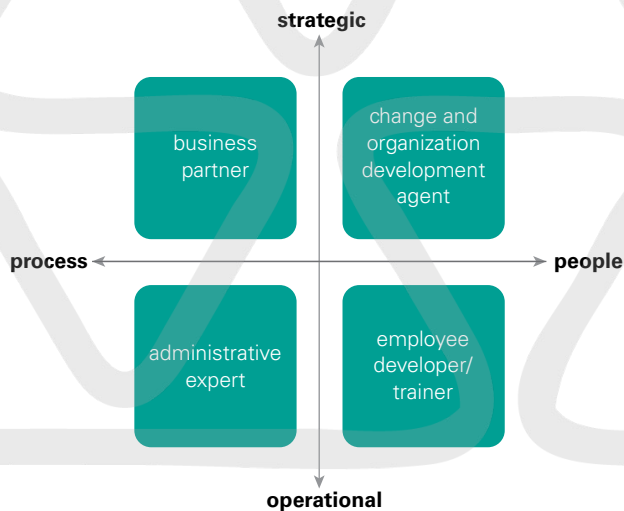 strategic
business
partner
change and
organization
development
agent
process
people
administrative
expert
employee
developer/
trainer
operational